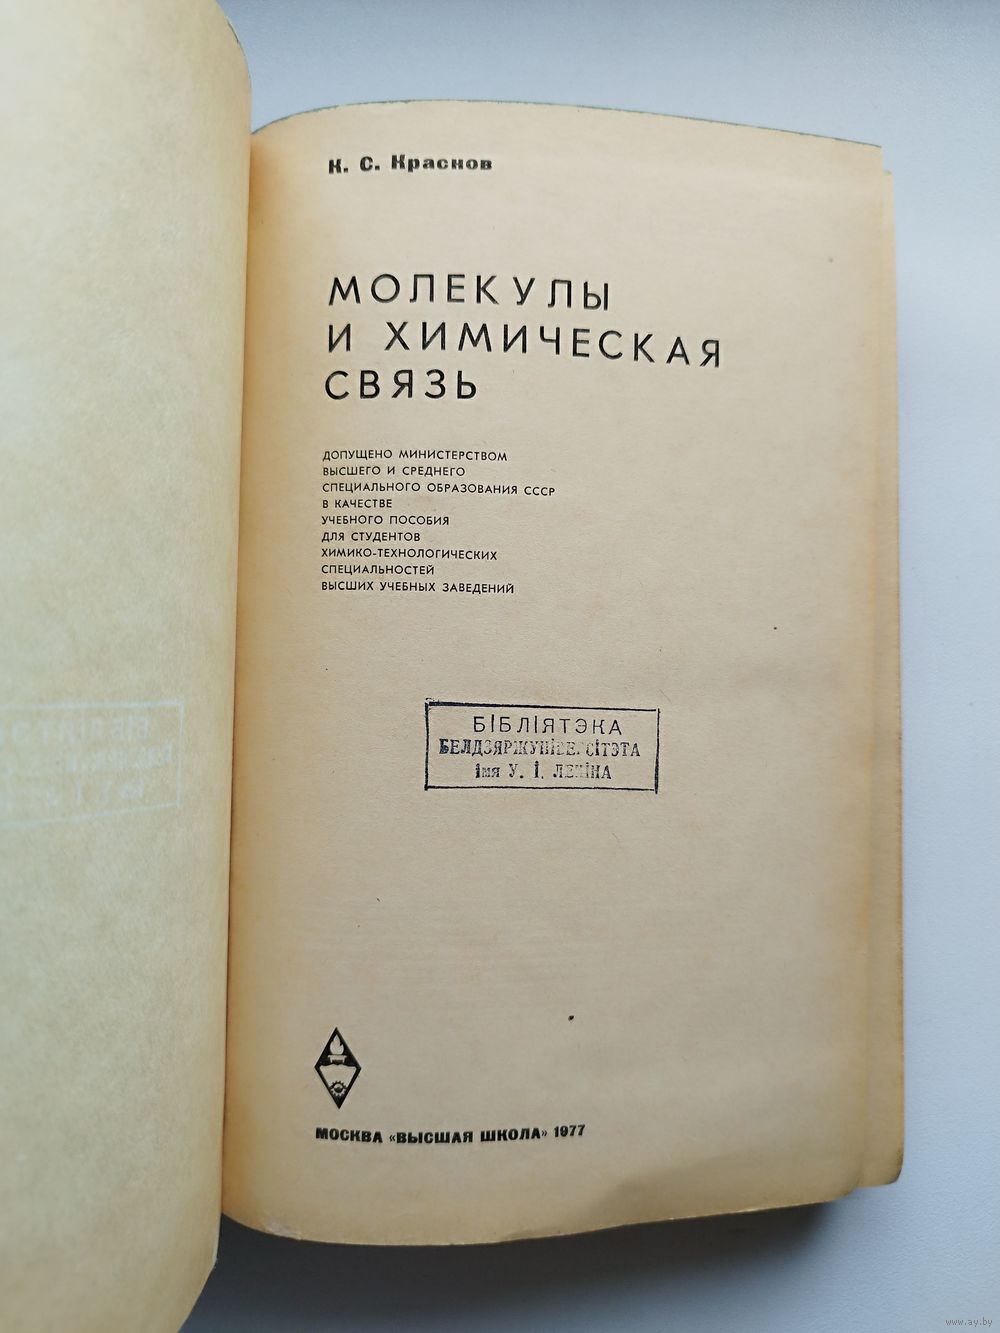 К. С. Краснов
МОЛЕКУЛЫ
И ХИМИЧЕСКАЯ
СВЯЗЬ
ДОПУЩЕНО МИНИСТЕРСТВОМ
ВЫСШЕГО И СРЕДНЕГО
СПЕЦИАЛЬНОГО ОБРАЗОВАНИЯ СССР
В КАЧЕСТВЕ
УЧЕБНОГО ПОСОБИЯ
ДЛЯ СТУДЕНТОВ
ХИМИКО-ТЕХНОЛОГИЧЕСКИХ
СПЕЦИАЛЬНОСТЕЙ
ВЫСШИХ УЧЕБНЫХ ЗАВЕДЕНИЙ
БІБЛІЯТЭКА
БЕЛДЗЯРЖУНІВЕРСІТЭТА
імя У. І. ЛЕНІНА
МОСКВА «ВЫСШАЯ ШКОЛА» 1977
www.ay.by